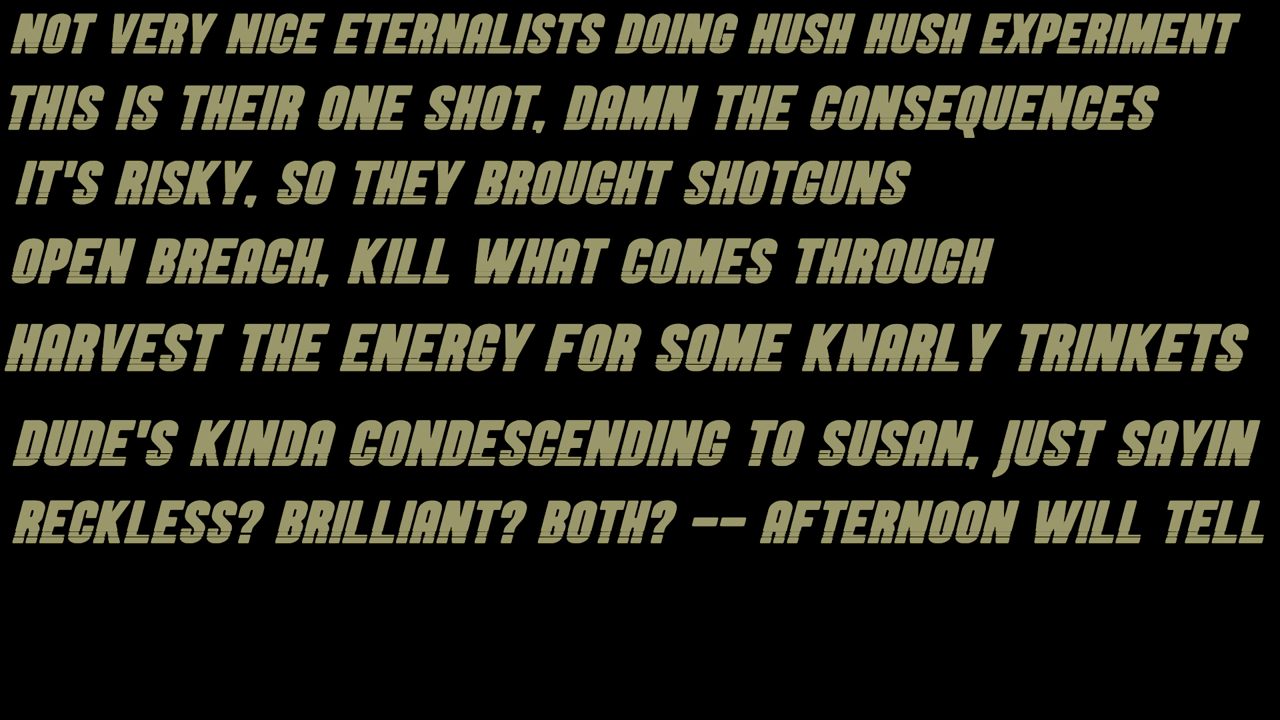 NOT VERY NICE ETERNALISTS DOING HUSH HUSH EXPERIMENT
THIS IS THEIR ONE SHOT, DAMN THE CONSEQUENCES
IT'S RISKY, SO THEY BROUGHT SHOTGUNS
OPEN BREACH, KILL WHAT COMES THROUGH
HARVEST THE ENERGY FOR SOME KNARLY TRINKETS
DUDE'S KINDA CONDESCENDING TO SUSAN, JUST SAYIN
RECKLESS? BRILLIANT? BOTH? -- AFTERNOON WILL TELL